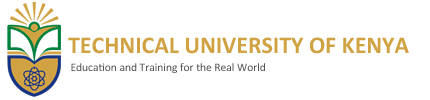 TECHNICAL UNIVERSITY OF KENYA
Education and Training for the Real World